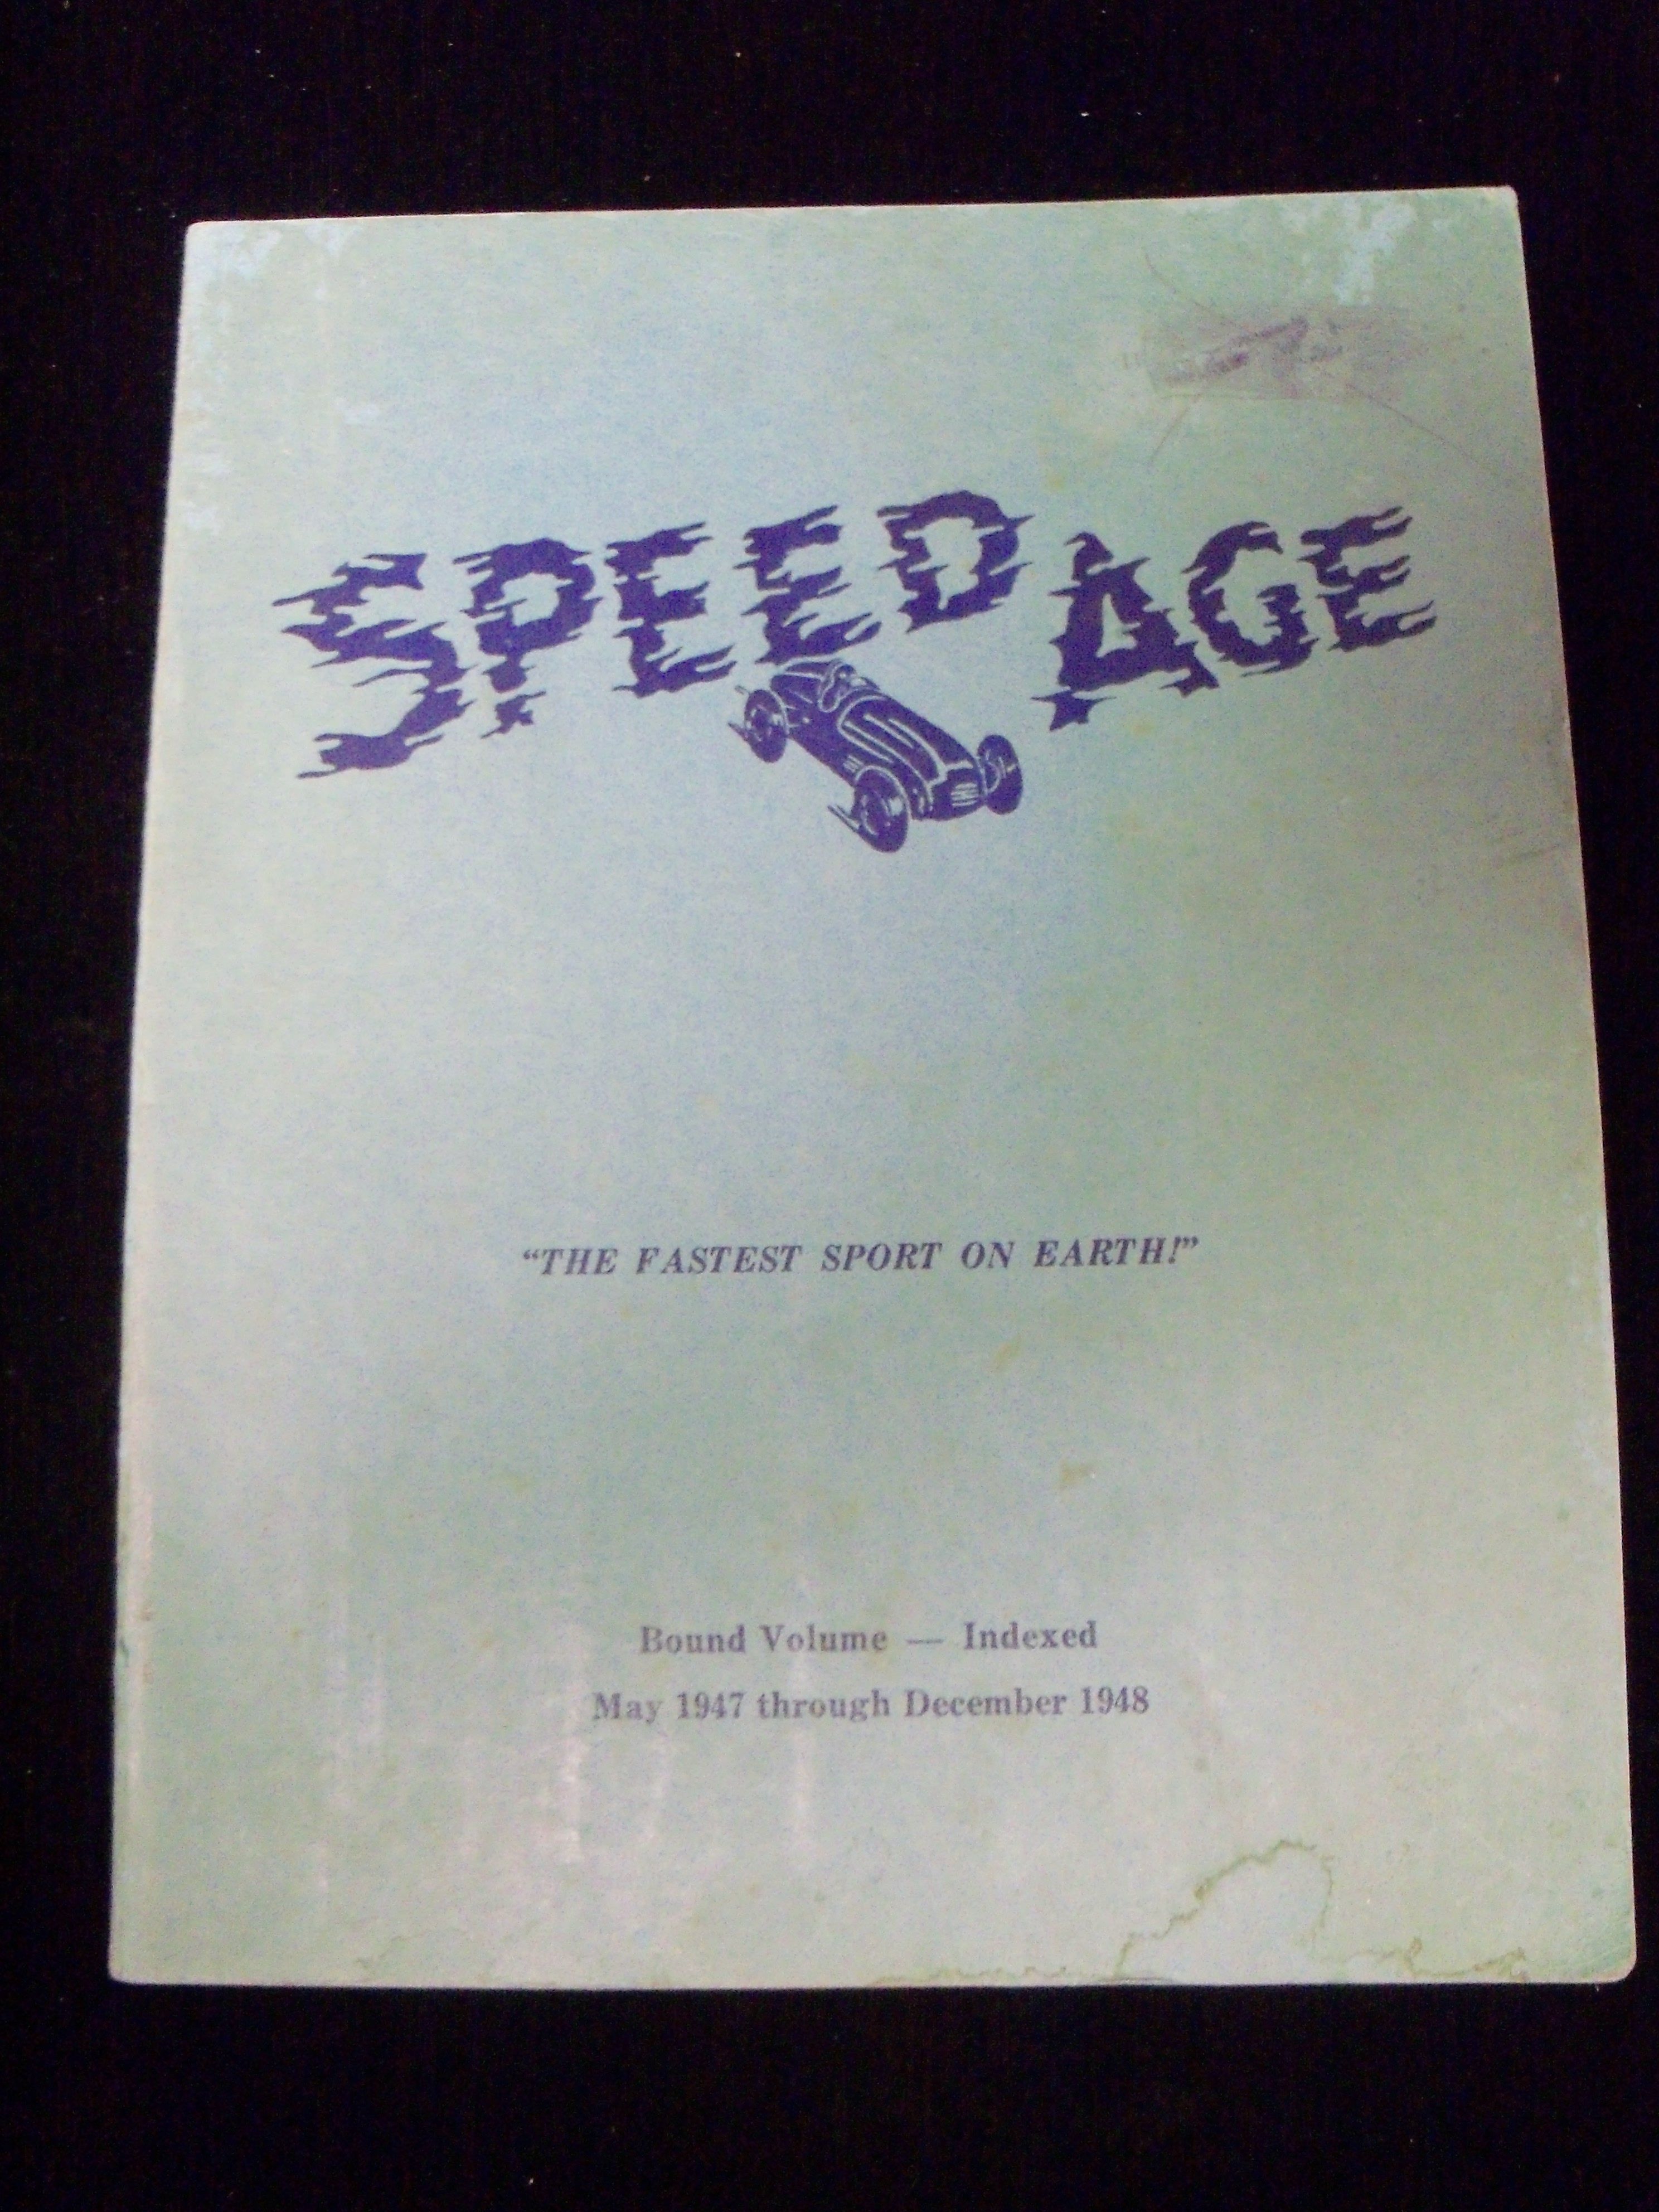 SPEED AGE
“THE FASTEST SPORT ON EARTH!”
Bound Volume — Indexed
May 1947 through December 1948